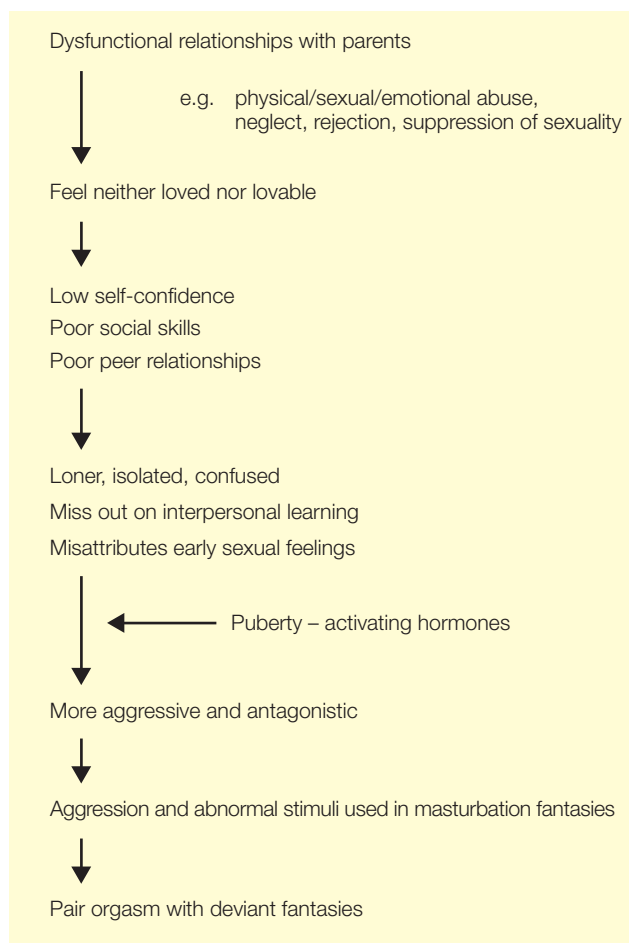 Dysfunctional relationships with parents
e.g. physical/sexual/emotional abuse,
neglect, rejection, suppression of sexuality
Feel neither loved nor lovable
Low self-confidence
Poor social skills
Poor peer relationships
Loner, isolated, confused
Miss out on interpersonal learning
Misattributes early sexual feelings
Puberty – activating hormones
More aggressive and antagonistic
Aggression and abnormal stimuli used in masturbation fantasies
Pair orgasm with deviant fantasies